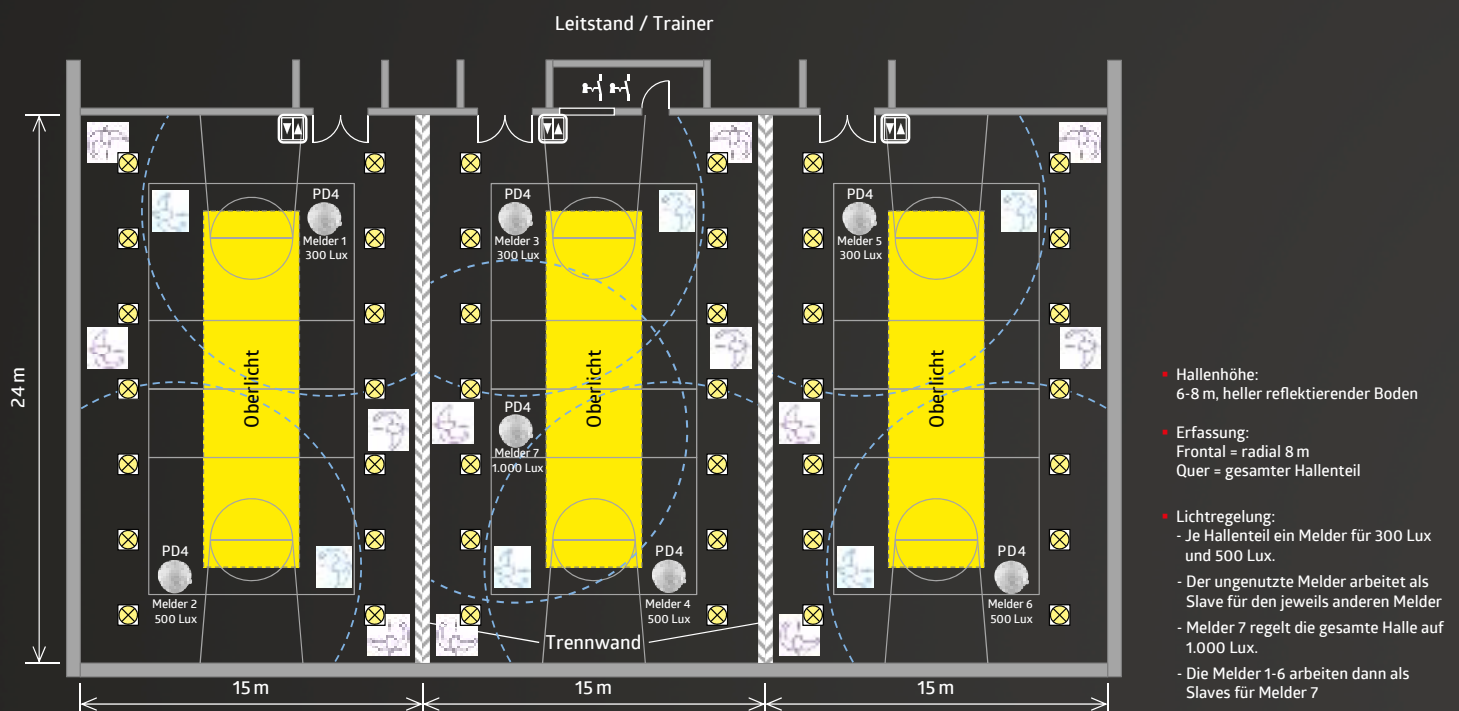 Leitstand / Trainer
PD4
Melder 1
300 Lux
PD4
Melder 3
300 Lux
PD4
Melder 5
300 Lux
24 m
Oberlicht
Oberlicht
Oberlicht
PD4
Melder 7
1.000 Lux
PD4
Melder 2
500 Lux
PD4
Melder 4
500 Lux
PD4
Melder 6
500 Lux
Trennwand
15 m
15 m
15 m
Hallenhöhe:
6-8 m, heller reflektierender Boden
Erfassung:
Frontal = radial 8 m
Quer = gesamter Hallenteil
Lichtregelung:
- Je Hallenteil ein Melder für 300 Lux
und 500 Lux.
- Der ungenutzte Melder arbeitet als
Slave für den jeweils anderen Melder
- Melder 7 regelt die gesamte Halle auf
1.000 Lux.
- Die Melder 1-6 arbeiten dann als
Slaves für Melder 7